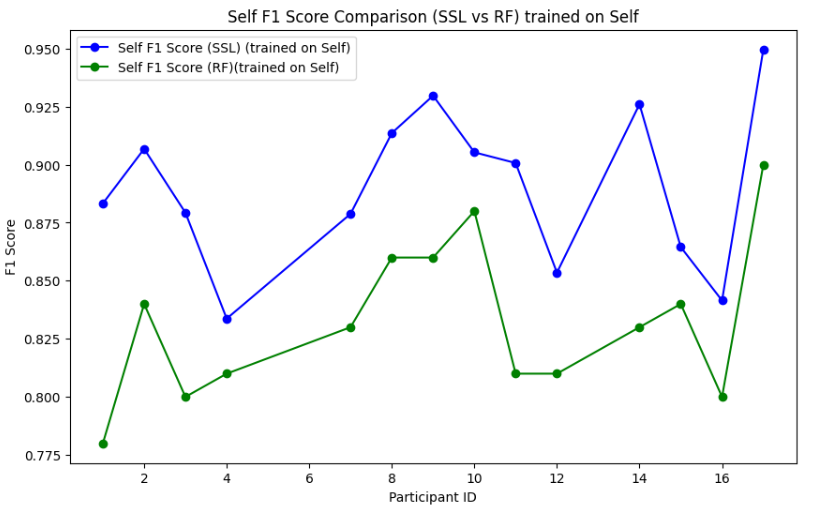 Self F1 Score Comparison (SSL vs RF) trained on Self
Self F1 Score (SSL) (trained on Self)
Self F1 Score (RF)(trained on Self)
0.950
0.925
0.900
0.875
0.850
0.825
0.800
0.775
F1 Score
2 4 6 8 10 12 14 16
Participant ID